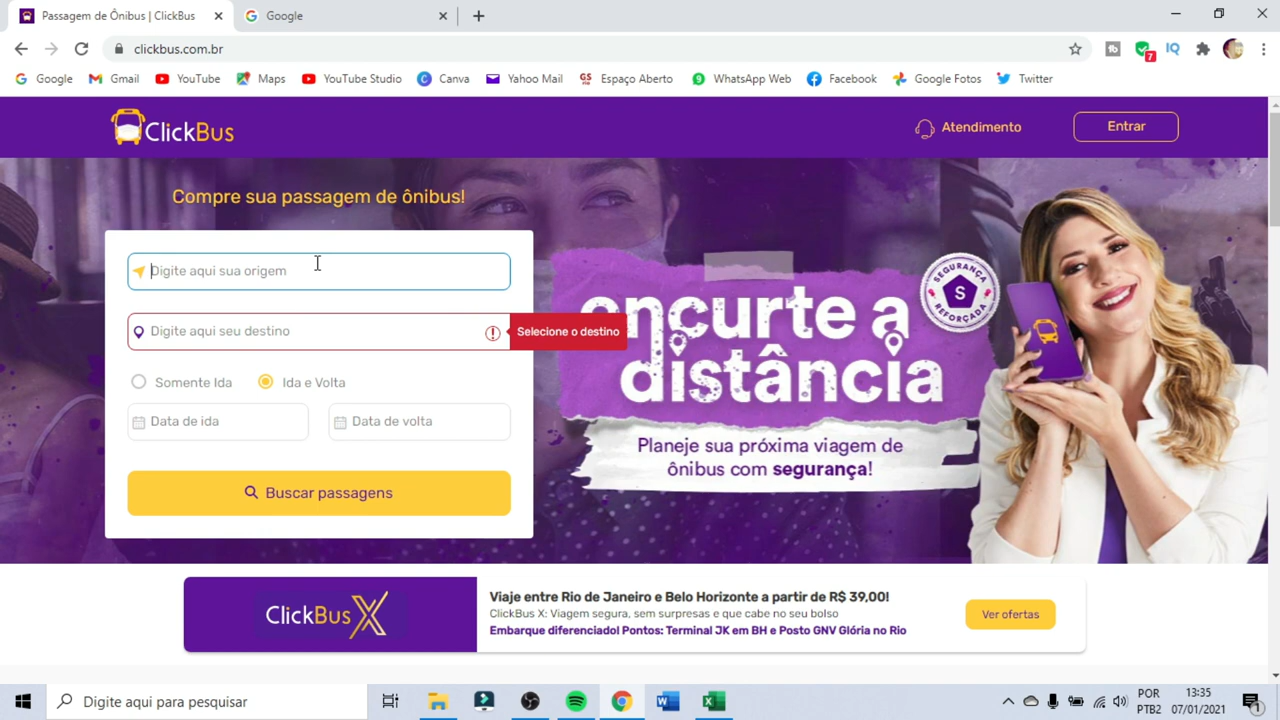 Passagem de Ônibus | ClickBus
Google
clickbus.com.br
7
Google
Gmail
YouTube
Maps
YouTube Studio
Canva
Yahoo Mail
Espaço Aberto
WhatsApp Web
Facebook
Google Fotos
Twitter
ClickBus
Atendimento
Entrar
Compre sua passagem de ônibus!
Digite aqui sua origem
Digite aqui seu destino
Selecione o destino
Somente Ida
Ida e Volta
Data de ida
Data de volta
Buscar passagens
encurte a
distância
Planeje sua próxima viagem de
ônibus com segurança!
SEGURANÇA
S
REFORÇADA
ClickBus X
Viaje entre Rio de Janeiro e Belo Horizonte a partir de R$ 39,00!
ClickBus X: Viagem segura, sem surpresas e que cabe no seu bolso
Embarque diferenciado! Pontos: Terminal JK em BH e Posto GNV Glória no Rio
Ver ofertas
Digite aqui para pesquisar
POR
PTB2
13:35
07/01/2021
1